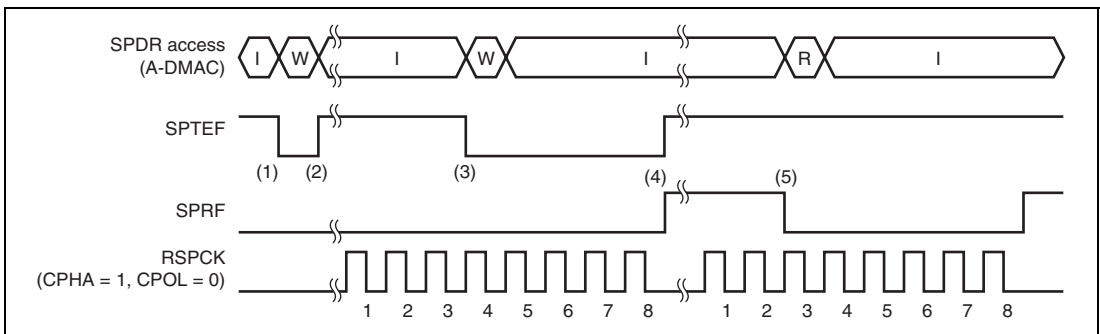 SPDR access
(A-DMAC)
I W I W I R I
SPTEF
(1) (2) (3) (4) (5)
SPRF
RSPCK
(CPHA = 1, CPOL = 0)
1 2 3 4 5 6 7 8 1 2 3 4 5 6 7 8